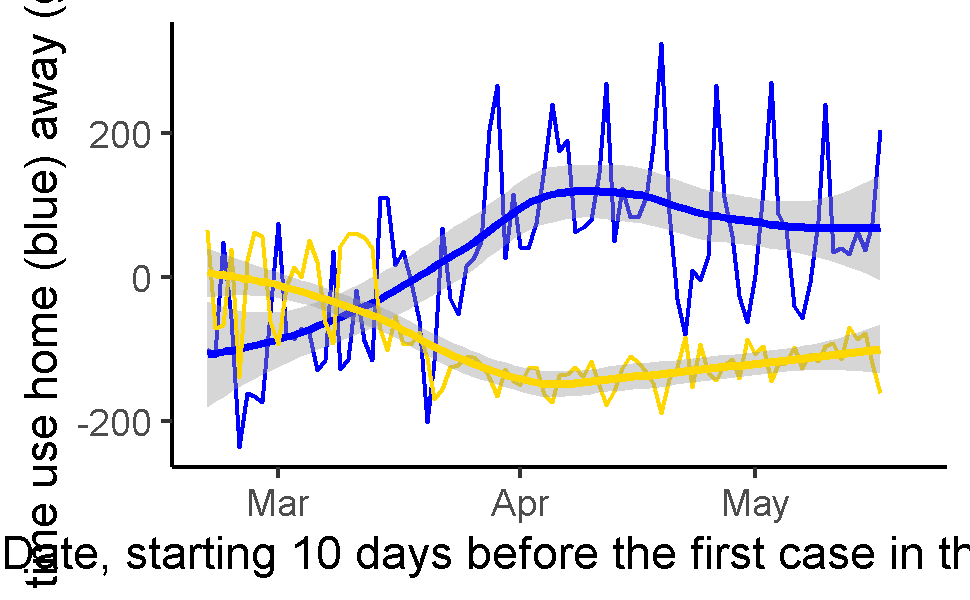 time use home (blue) away (
200
0
-200
Mar Apr May
Date, starting 10 days before the first case in th